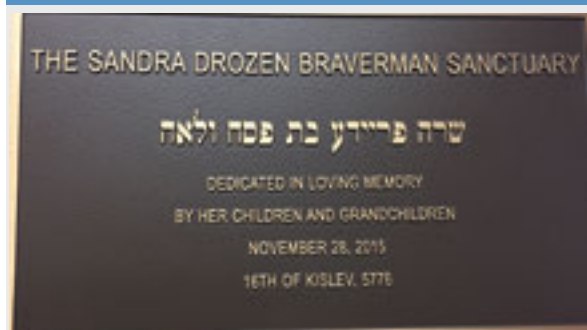 THE SANDRA DROZEN BRAVERMAN SANCTUARY
שרה פריידע בת פסח ולאה
DEDICATED IN LOVING MEMORY
BY HER CHILDREN AND GRANDCHILDREN
NOVEMBER 28, 2015
16TH OF KISLEV, 5776